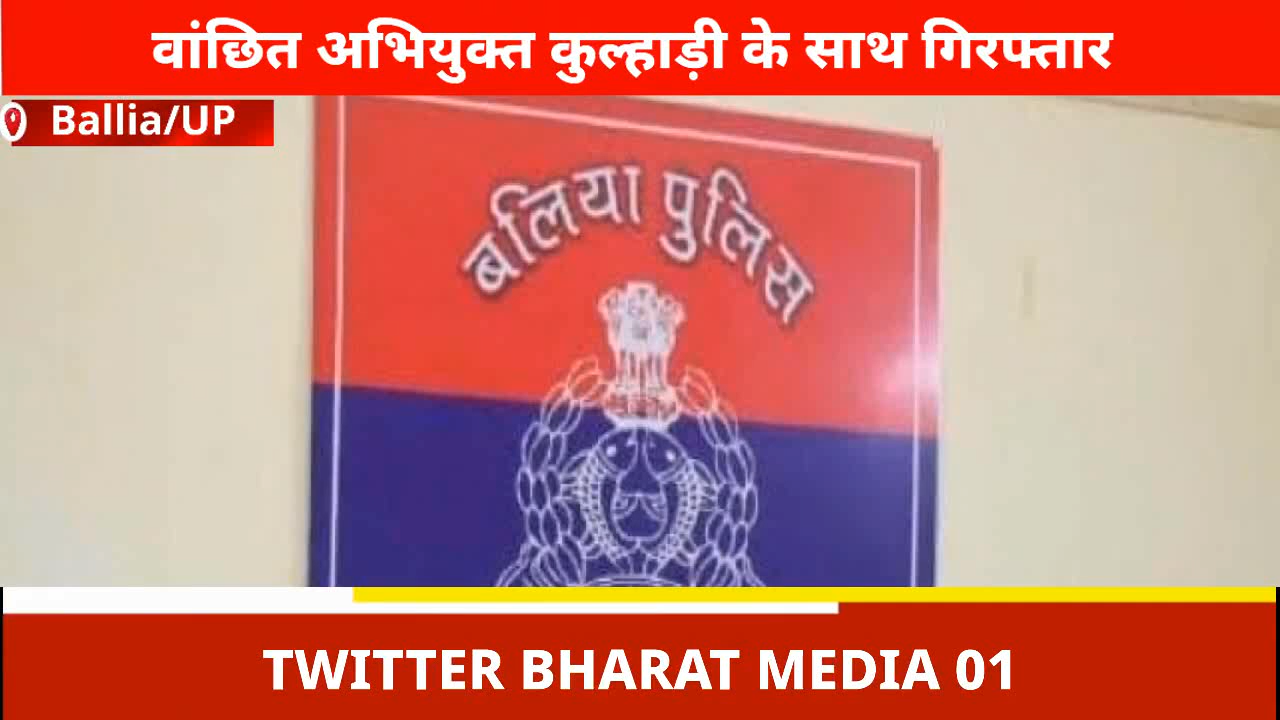 वांछित अभियुक्त कुल्हाड़ी के साथ गिरफ्तार
Ballia/UP
बलिया पुलिस
TWITTER BHARAT MEDIA 01